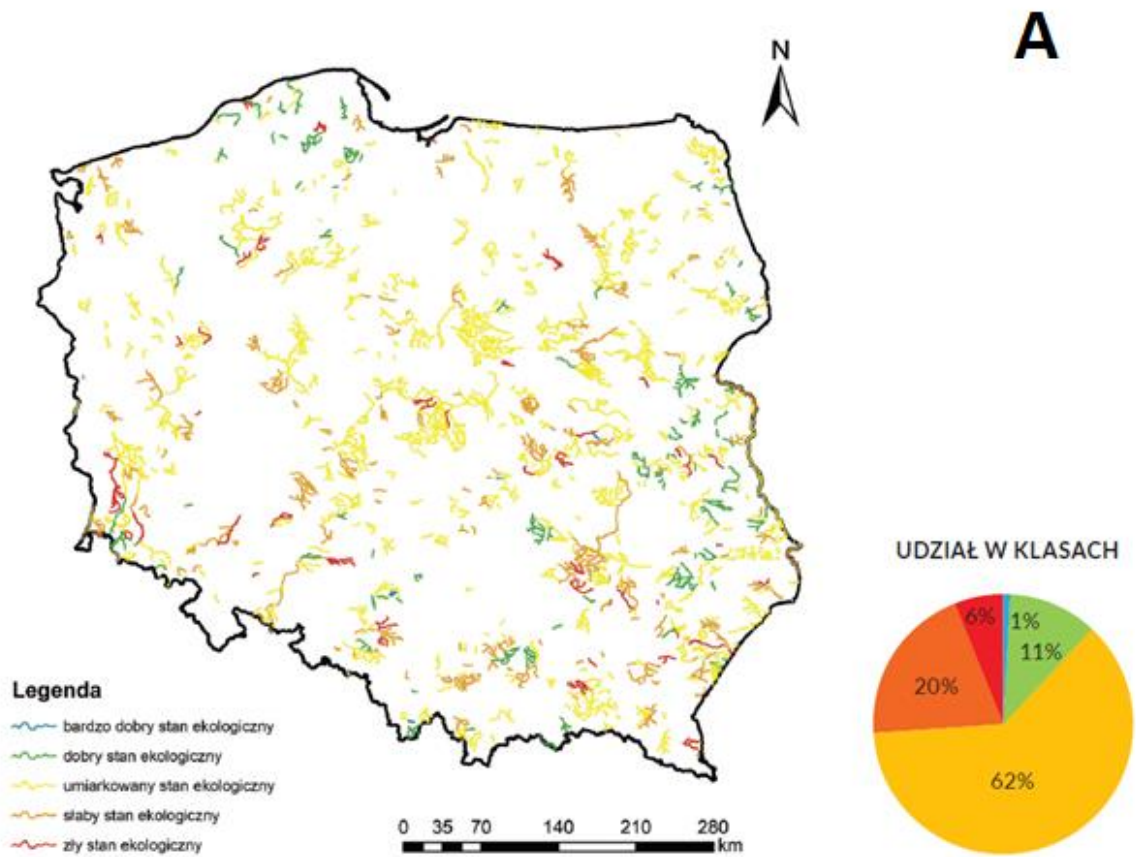 A
N
UDZIAŁ W KLASACH
6%
1%
11%
20%
62%
Legenda
bardzo dobry stan ekologiczny
dobry stan ekologiczny
umiarkowany stan ekologiczny
słaby stan ekologiczny
zły stan ekologiczny
0 35 70 140 210 280
km